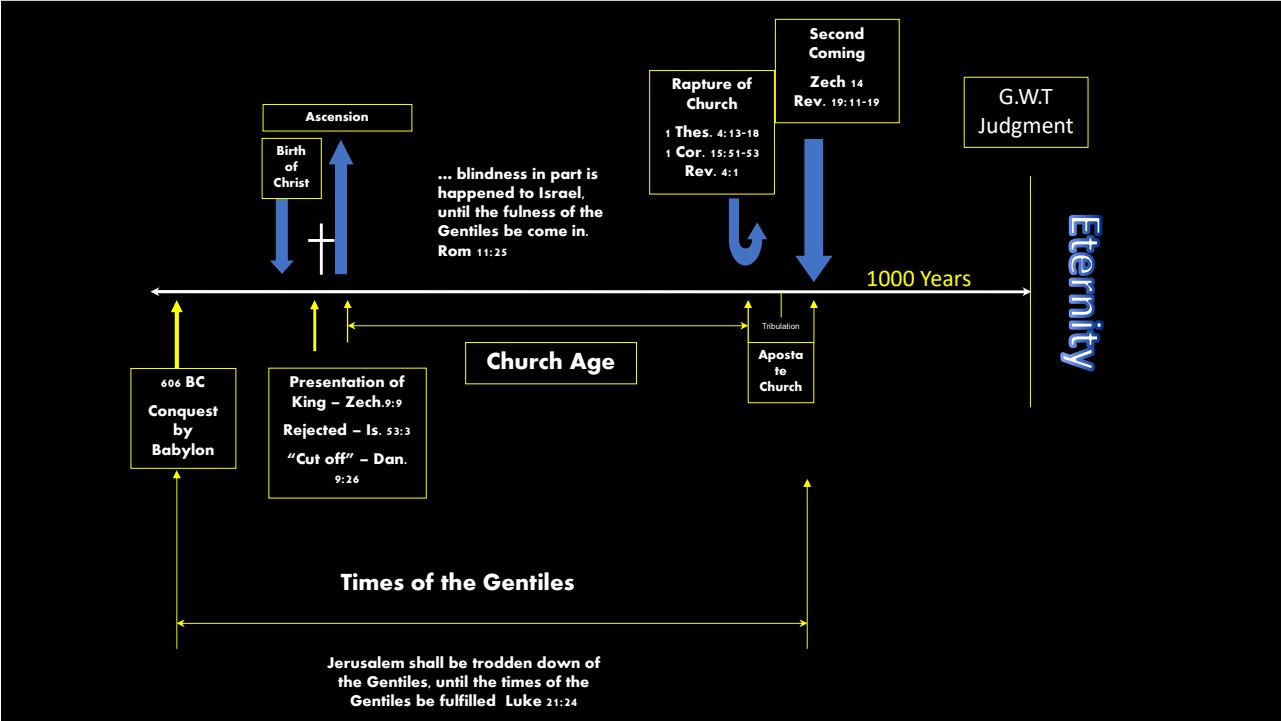 Second
Coming
Zech 14
Rev. 19:11-19
Rapture of
Church
1 Thes. 4:13-18
1 Cor. 15:51-53
Rev. 4:1
G.W.T
Judgment
Ascension
Birth
of
Christ
... blindness in part is
happened to Israel,
until the fulness of the
Gentiles be come in.
Rom 11:25
1000 Years
Eternity
Tribulation
Church Age
Aposta
te
Church
606 BC
Conquest
by
Babylon
Presentation of
King – Zech.9:9
Rejected – Is. 53:3
“Cut off” – Dan.
9:26
Times of the Gentiles
Jerusalem shall be trodden down of
the Gentiles, until the times of the
Gentiles be fulfilled Luke 21:24